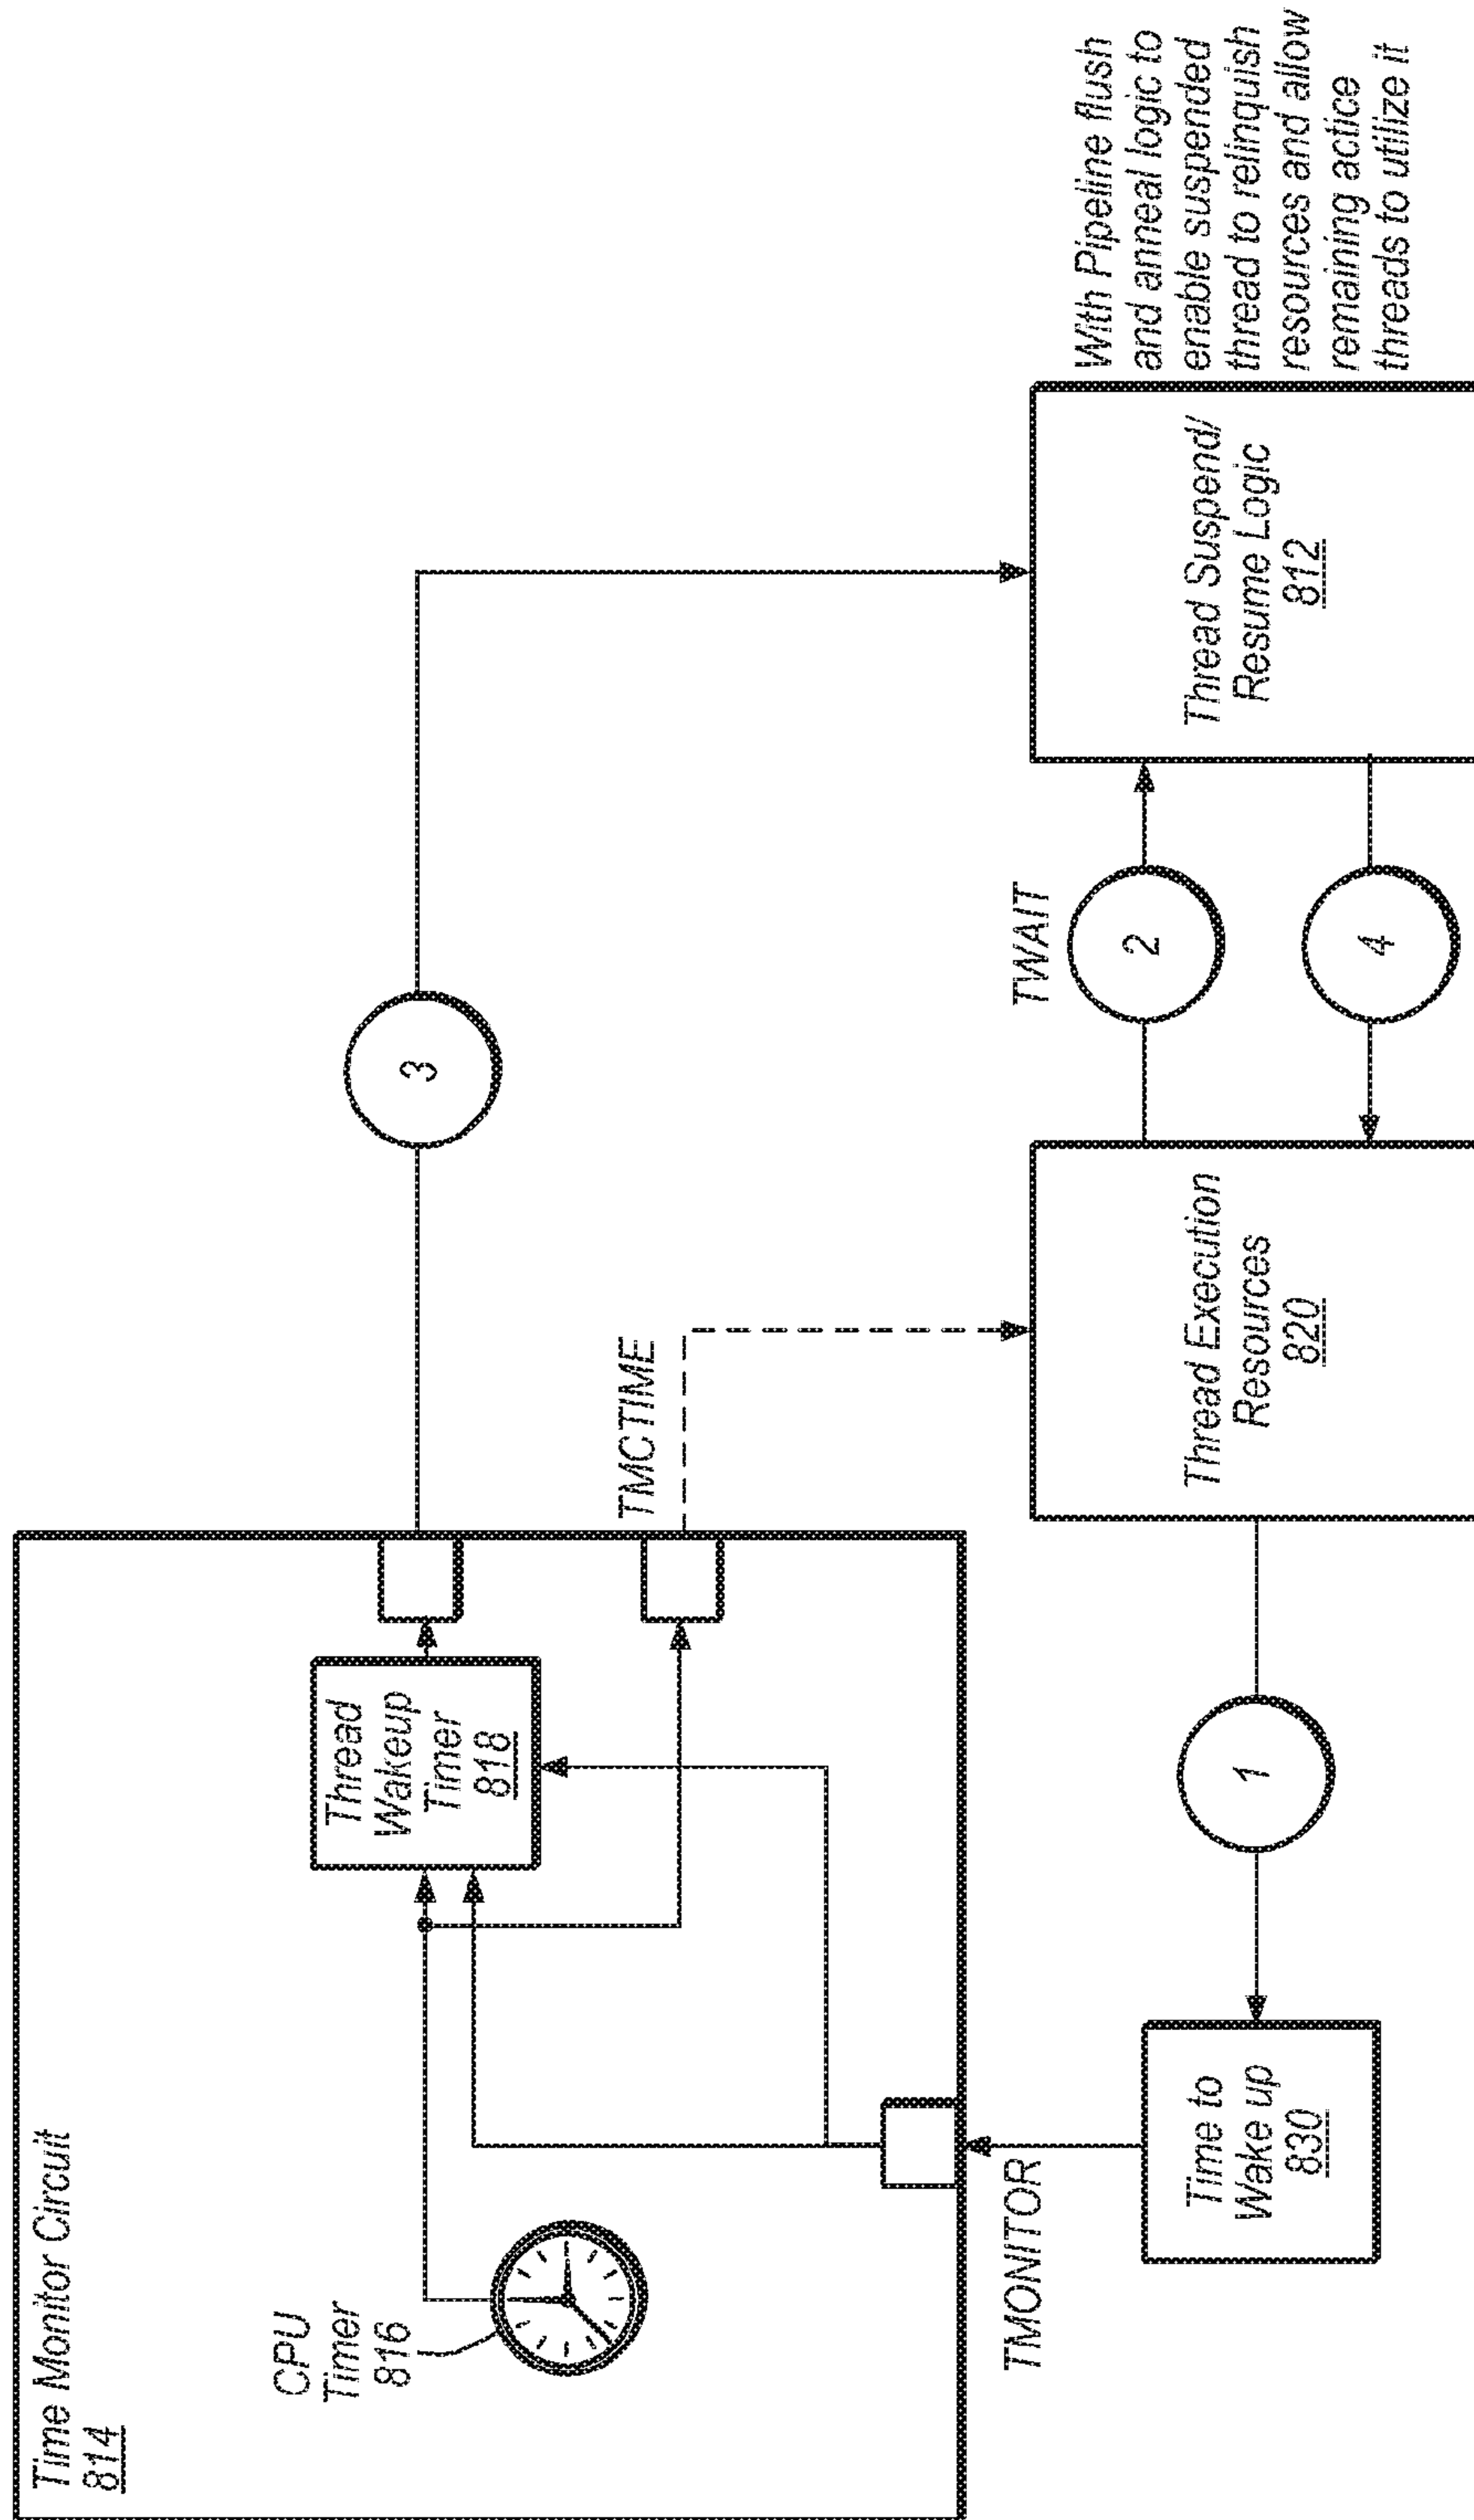 Time Monitor Circuit
814
CPU
Timer
816
Thread
Wakeup
Timer
818
3
TMCTIME
TMONITOR
TWAIT
Time to
Wake up
830
1
Thread Execution
Resources
820
2
4
Thread Suspend/
Resume Logic
812
With Pipeline flush
and anneal logic to
enable suspended
thread to relinquish
resources and allow
remaining actice
threads to utilize it